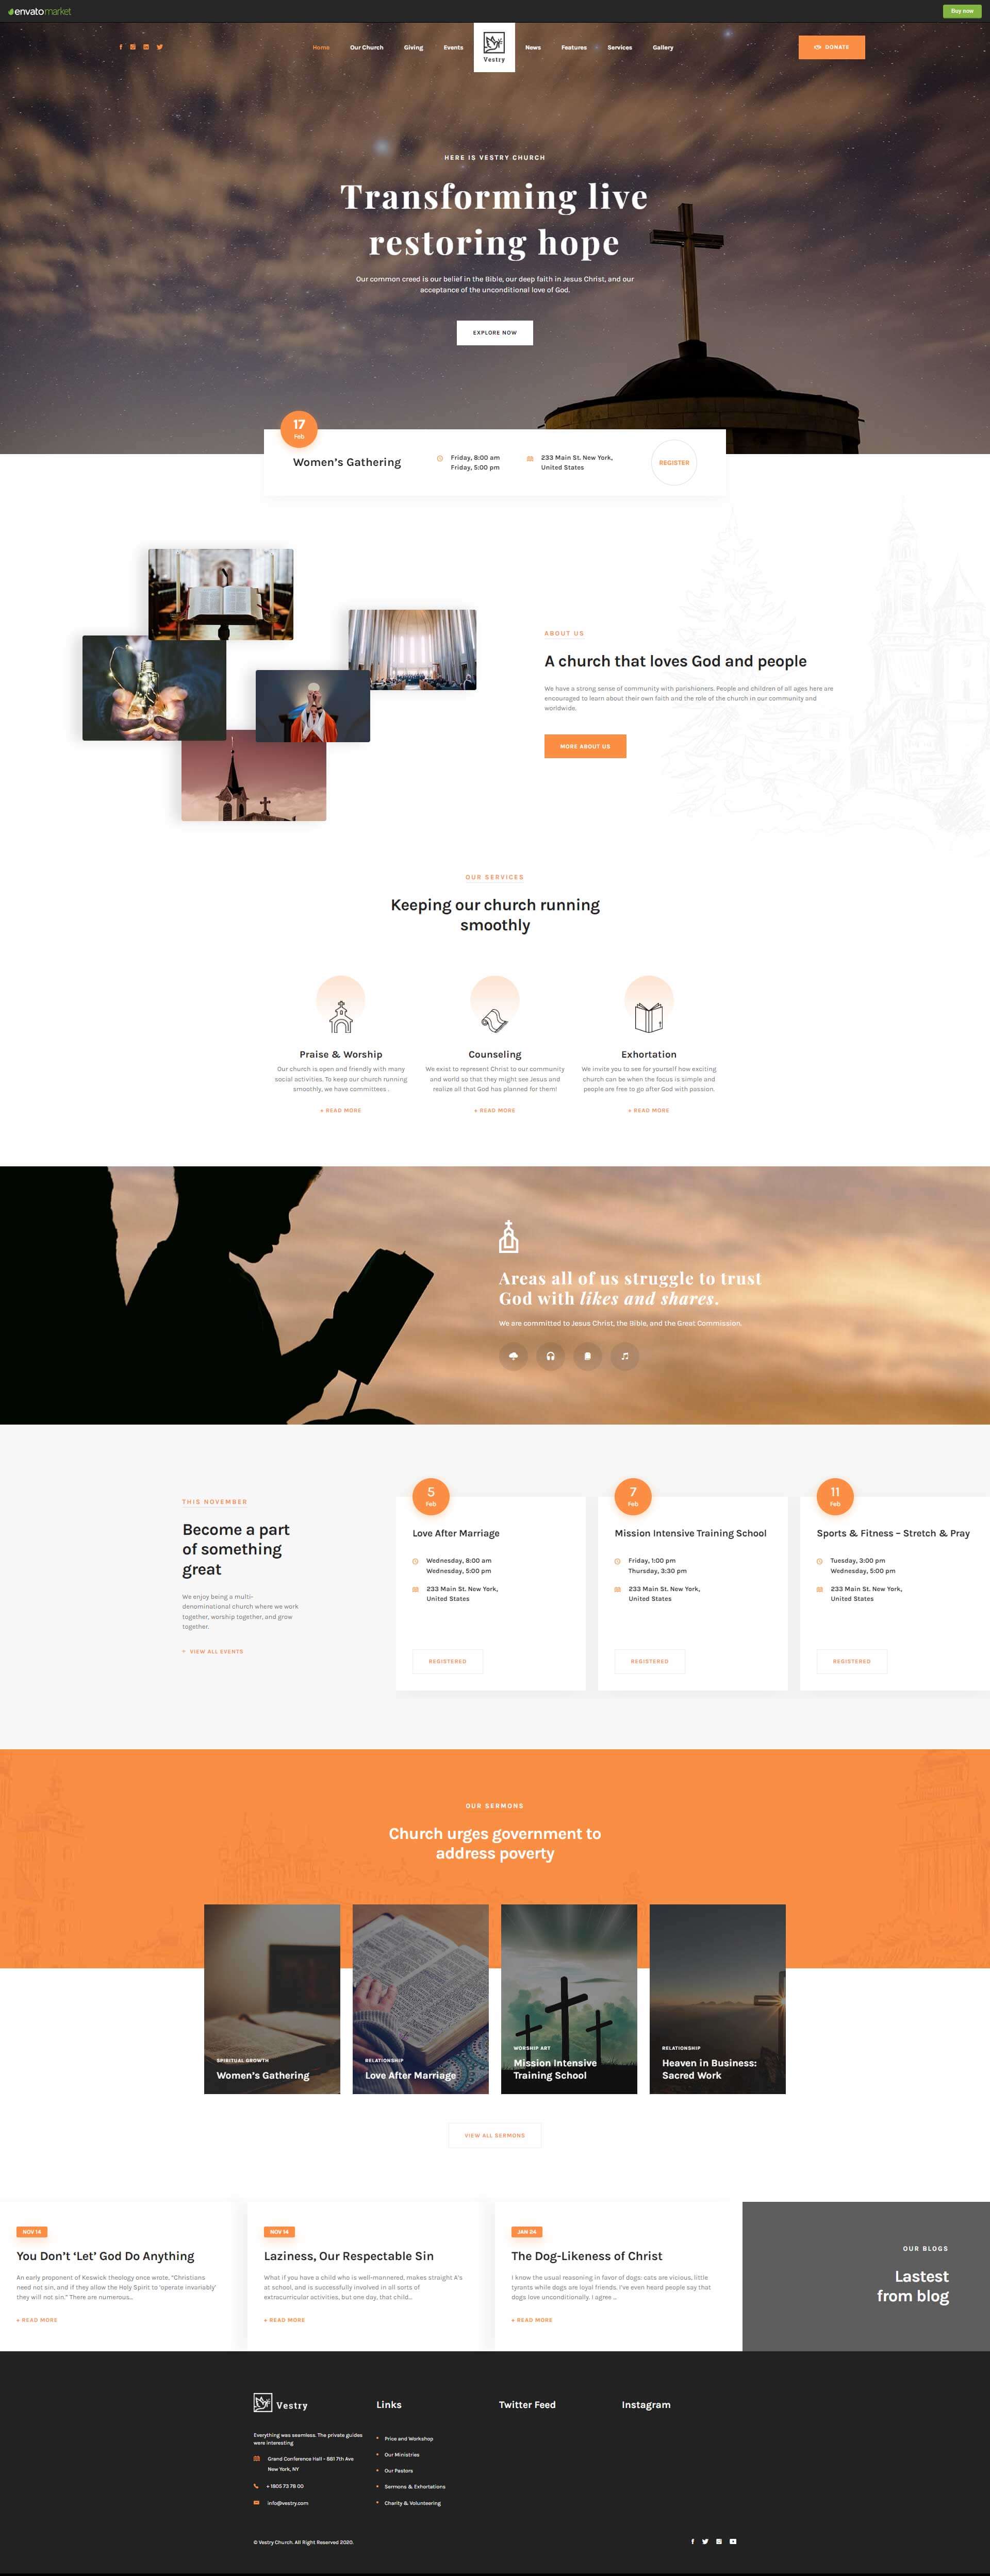 envatomarket
Buy now
Home
Our Church
Giving
Events
Vestry
News
Features
Services
Gallery
DONATE
HERE IS VESTRY CHURCH
Transforming live
restoring hope
Our common creed is our belief in the Bible, our deep faith in Jesus Christ, and our
acceptance of the unconditional love of God.
EXPLORE NOW
17
Feb
Women's Gathering
Friday, 8:00 am
Friday, 5:00 pm
233 Main St. New York,
United States
REGISTER
ABOUT US
A church that loves God and people
We have a strong sense of community with parishioners. People and children of all ages here are
encouraged to learn about their own faith and the role of the church in our community and
worldwide.
MORE ABOUT US
OUR SERVICES
Keeping our church running
smoothly
Praise & Worship
Our church is open and friendly with many
social activities. To keep our church running
smoothly, we have committees .
+ READ MORE
Counseling
We exist to represent Christ to our community
and world so that they might see Jesus and
realize all that God has planned for them!
+ READ MORE
Exhortation
We invite you to see for yourself how exciting
church can be when the focus is simple and
people are free to go after God with passion.
+ READ MORE
Areas all of us struggle to trust
God with likes and shares.
We are committed to Jesus Christ, the Bible, and the Great Commission.
THIS NOVEMBER
Become a part
of something
great
We enjoy being a multi-
denominational church where we work
together, worship together, and grow
together.
+ VIEW ALL EVENTS
5
Feb
Love After Marriage
Wednesday, 8:00 am
Wednesday, 5:00 pm
233 Main St. New York,
United States
REGISTERED
7
Feb
Mission Intensive Training School
Friday, 1:00 pm
Thursday, 3:30 pm
233 Main St. New York,
United States
REGISTERED
11
Feb
Sports & Fitness – Stretch & Pray
Tuesday, 3:00 pm
Wednesday, 5:00 pm
233 Main St. New York,
United States
REGISTERED
OUR SERMONS
Church urges government to
address poverty
SPIRITUAL GROWTH
Women's Gathering
RELATIONSHIP
Love After Marriage
WORSHIP ART
Mission Intensive
Training School
RELATIONSHIP
Heaven in Business:
Sacred Work
VIEW ALL SERMONS
NOV 14
You Don't 'Let' God Do Anything
An early proponent of Keswick theology once wrote, "Christians
need not sin, and if they allow the Holy Spirit to 'operate invariably'
they will not sin." There are numerous...
+ READ MORE
NOV 14
Laziness, Our Respectable Sin
What if you have a child who is well-mannered, makes straight A's
at school, and is successfully involved in all sorts of
extracurricular activities, but one day, that child...
+ READ MORE
JAN 24
The Dog-Likeness of Christ
I know the usual reasoning in favor of dogs: cats are vicious, little
tyrants while dogs are loyal friends. I've even heard people say that
dogs love unconditionally. I agree ...
+ READ MORE
OUR BLOGS
Lastest
from blog
Vestry
Everything was seamless. The private guides
were interesting
Grand Conference Hall - 881 7th Ave
New York, NY
+ 1805 73 78 00
info@vestry.com
Links
+ Price and Workshop
+ Our Ministries
+ Our Pastors
+ Sermons & Exhortations
+ Charity & Volunteering
Twitter Feed
Instagram
© Vestry Church. All Right Reserved 2020.